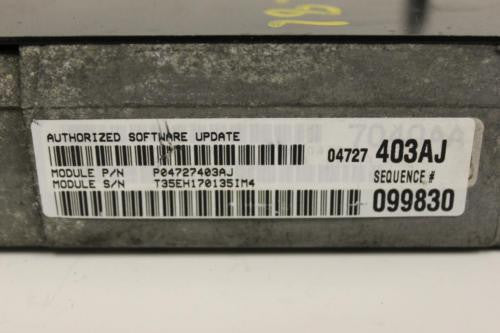 AUTHORIZED SOFTWARE UPDATE
04727 403AJ
MODULE P/N P04727403AJ
MODULE S/N T35EH170135IM4
SEQUENCE #
099830